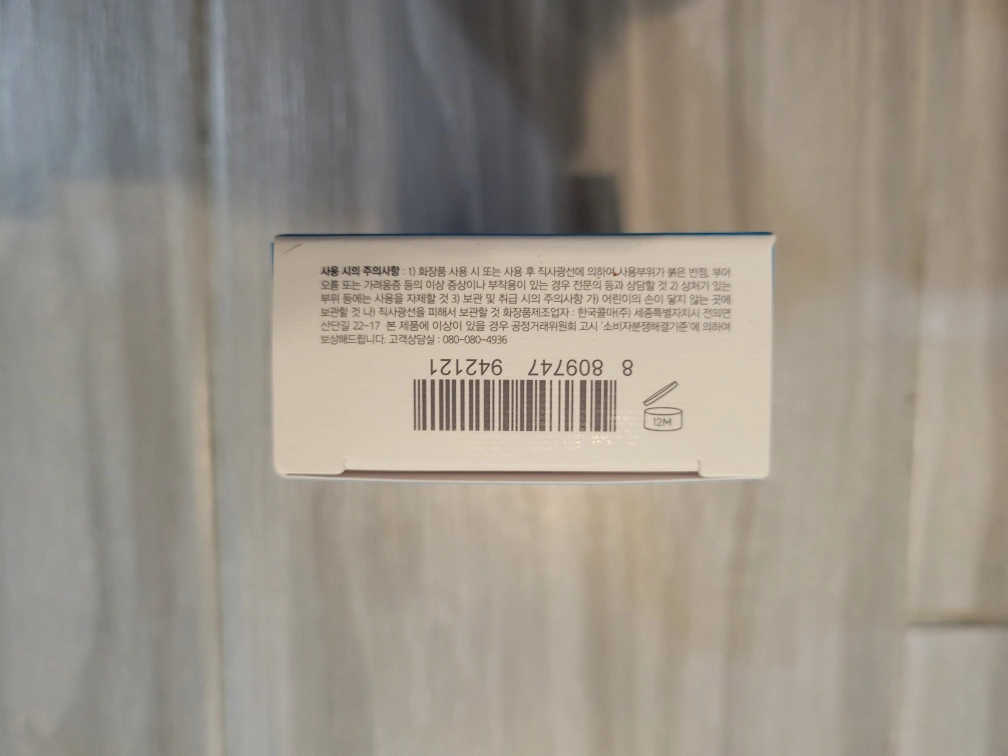 사용 시의 주의사항 : 1) 화장품 사용 시 또는 사용 후 직사광선에 의하여 사용부위가 붉은 반점, 부어
오름 또는 가려움증 등의 이상 증상이나 부작용이 있는 경우 전문의 등과 상담할 것 2) 상처가 있는
부위 등에는 사용을 자제할 것 3) 보관 및 취급 시의 주의사항 가) 어린이의 손이 닿지 않는 곳에
보관할 것 나) 직사광선을 피해서 보관할 것 화장품제조업자 : 한국콜마(주) 세종특별자치시 전의면
산단길 22-17 본 제품에 이상이 있을 경우 공정거래위원회 고시 '소비자분쟁해결기준'에 의하여
보상해드립니다. 고객상담실 : 080-080-4936
8 809747 942121
12M